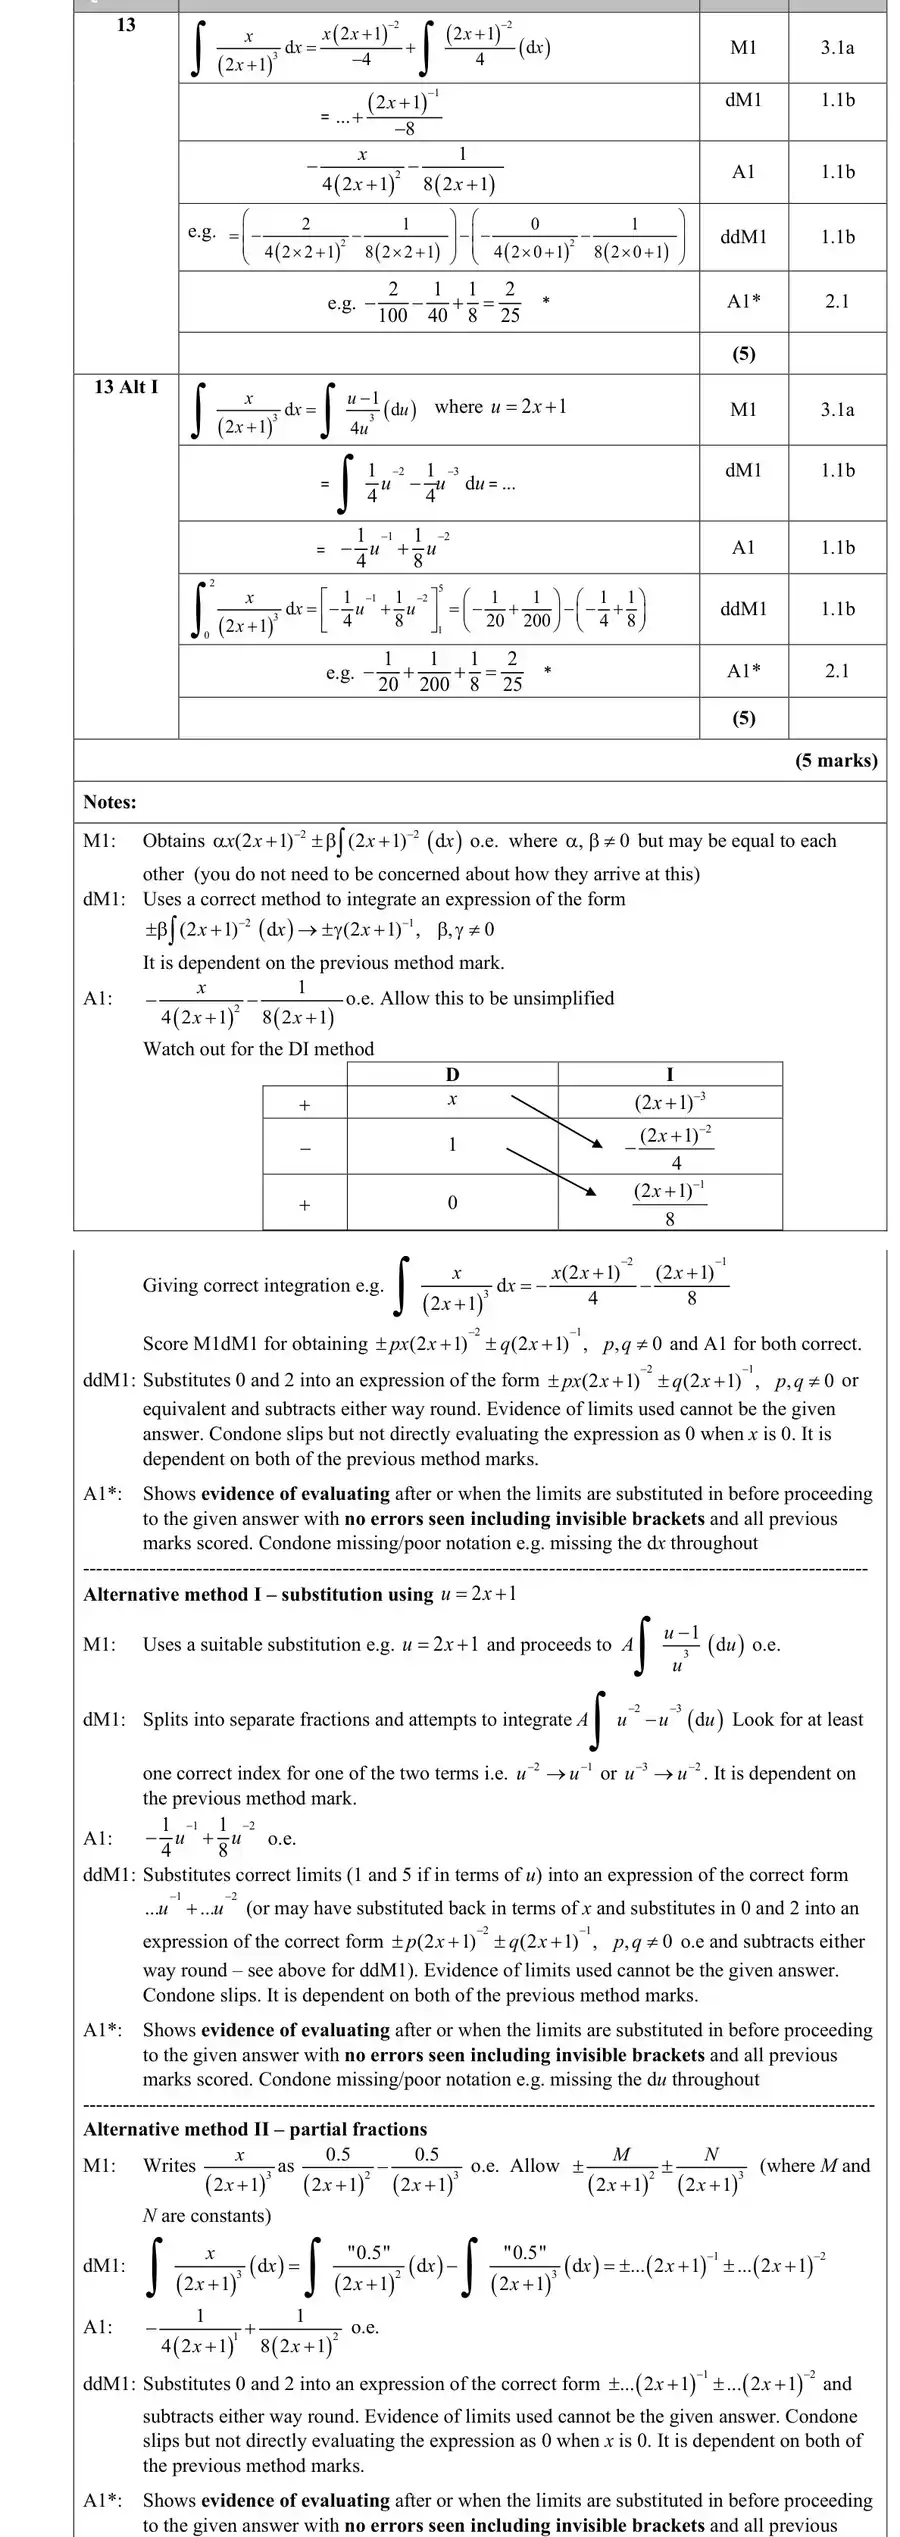 13
∫ x/(2x+1)³ dx = x(2x+1)⁻²/−4 + ∫ (2x+1)⁻²/4 (dx) M1 3.1a
= ...+ (2x+1)⁻¹/−8 dM1 1.1b
−x/4(2x+1)² − 1/8(2x+1) A1 1.1b
e.g. = (−2/4(2×2+1)² − 1/8(2×2+1)) − (−0/4(2×0+1)² − 1/8(2×0+1)) ddM1 1.1b
e.g. −2/100 − 1/40 + 1/8 = 2/25 * A1* 2.1
(5)
13 Alt I
∫ x/(2x+1)³ dx = ∫ (u−1)/4u³ (du) where u = 2x+1 M1 3.1a
= ∫ 1/4 u⁻² − 1/4 u⁻³ du = ... dM1 1.1b
= −1/4 u⁻¹ + 1/8 u⁻² A1 1.1b
∫₀² x/(2x+1)³ dx = [−1/4 u⁻¹ + 1/8 u⁻²]₁⁵ = (−1/20 + 1/200) − (−1/4 + 1/8) ddM1 1.1b
e.g. −1/20 + 1/200 + 1/8 = 2/25 * A1* 2.1
(5)
(5 marks)
Notes:
M1: Obtains αx(2x+1)⁻² ± β∫(2x+1)⁻² (dx) o.e. where α, β ≠ 0 but may be equal to each
other (you do not need to be concerned about how they arrive at this)
dM1: Uses a correct method to integrate an expression of the form
±β∫(2x+1)⁻² (dx) → ±γ(2x+1)⁻¹, β,γ ≠ 0
It is dependent on the previous method mark.
A1: −x/4(2x+1)² − 1/8(2x+1) o.e. Allow this to be unsimplified
Watch out for the DI method
D I
+ x (2x+1)⁻³
− 1 −(2x+1)⁻²/4
+ 0 (2x+1)⁻¹/8
Giving correct integration e.g. ∫ x/(2x+1)³ dx = −x(2x+1)⁻²/4 − (2x+1)⁻¹/8
Score M1dM1 for obtaining ±px(2x+1)⁻² ± q(2x+1)⁻¹, p,q ≠ 0 and A1 for both correct.
ddM1: Substitutes 0 and 2 into an expression of the form ±px(2x+1)⁻² ± q(2x+1)⁻¹, p,q ≠ 0 or
equivalent and subtracts either way round. Evidence of limits used cannot be the given
answer. Condone slips but not directly evaluating the expression as 0 when x is 0. It is
dependent on both of the previous method marks.
A1*: Shows evidence of evaluating after or when the limits are substituted in before proceeding
to the given answer with no errors seen including invisible brackets and all previous
marks scored. Condone missing/poor notation e.g. missing the dx throughout
Alternative method I – substitution using u = 2x+1
M1: Uses a suitable substitution e.g. u = 2x+1 and proceeds to A∫ (u−1)/u³ (du) o.e.
dM1: Splits into separate fractions and attempts to integrate A∫ u⁻² − u⁻³ (du) Look for at least
one correct index for one of the two terms i.e. u⁻² → u⁻¹ or u⁻³ → u⁻². It is dependent on
the previous method mark.
A1: −1/4 u⁻¹ + 1/8 u⁻² o.e.
ddM1: Substitutes correct limits (1 and 5 if in terms of u) into an expression of the correct form
...u⁻¹ + ...u⁻² (or may have substituted back in terms of x and substitutes in 0 and 2 into an
expression of the correct form ±p(2x+1)⁻² ± q(2x+1)⁻¹, p,q ≠ 0 o.e and subtracts either
way round – see above for ddM1). Evidence of limits used cannot be the given answer.
Condone slips. It is dependent on both of the previous method marks.
A1*: Shows evidence of evaluating after or when the limits are substituted in before proceeding
to the given answer with no errors seen including invisible brackets and all previous
marks scored. Condone missing/poor notation e.g. missing the du throughout
Alternative method II – partial fractions
M1: Writes x/(2x+1)³ as 0.5/(2x+1)² − 0.5/(2x+1)³ o.e. Allow ±M/(2x+1)² ± N/(2x+1)³ (where M and
N are constants)
dM1: ∫ x/(2x+1)³ (dx) = ∫ "0.5"/(2x+1)² (dx) − ∫ "0.5"/(2x+1)³ (dx) = ±...(2x+1)⁻¹ ± ...(2x+1)⁻²
A1: −1/4(2x+1)¹ + 1/8(2x+1)² o.e.
ddM1: Substitutes 0 and 2 into an expression of the correct form ±...(2x+1)⁻¹ ± ...(2x+1)⁻² and
subtracts either way round. Evidence of limits used cannot be the given answer. Condone
slips but not directly evaluating the expression as 0 when x is 0. It is dependent on both of
the previous method marks.
A1*: Shows evidence of evaluating after or when the limits are substituted in before proceeding
to the given answer with no errors seen including invisible brackets and all previous